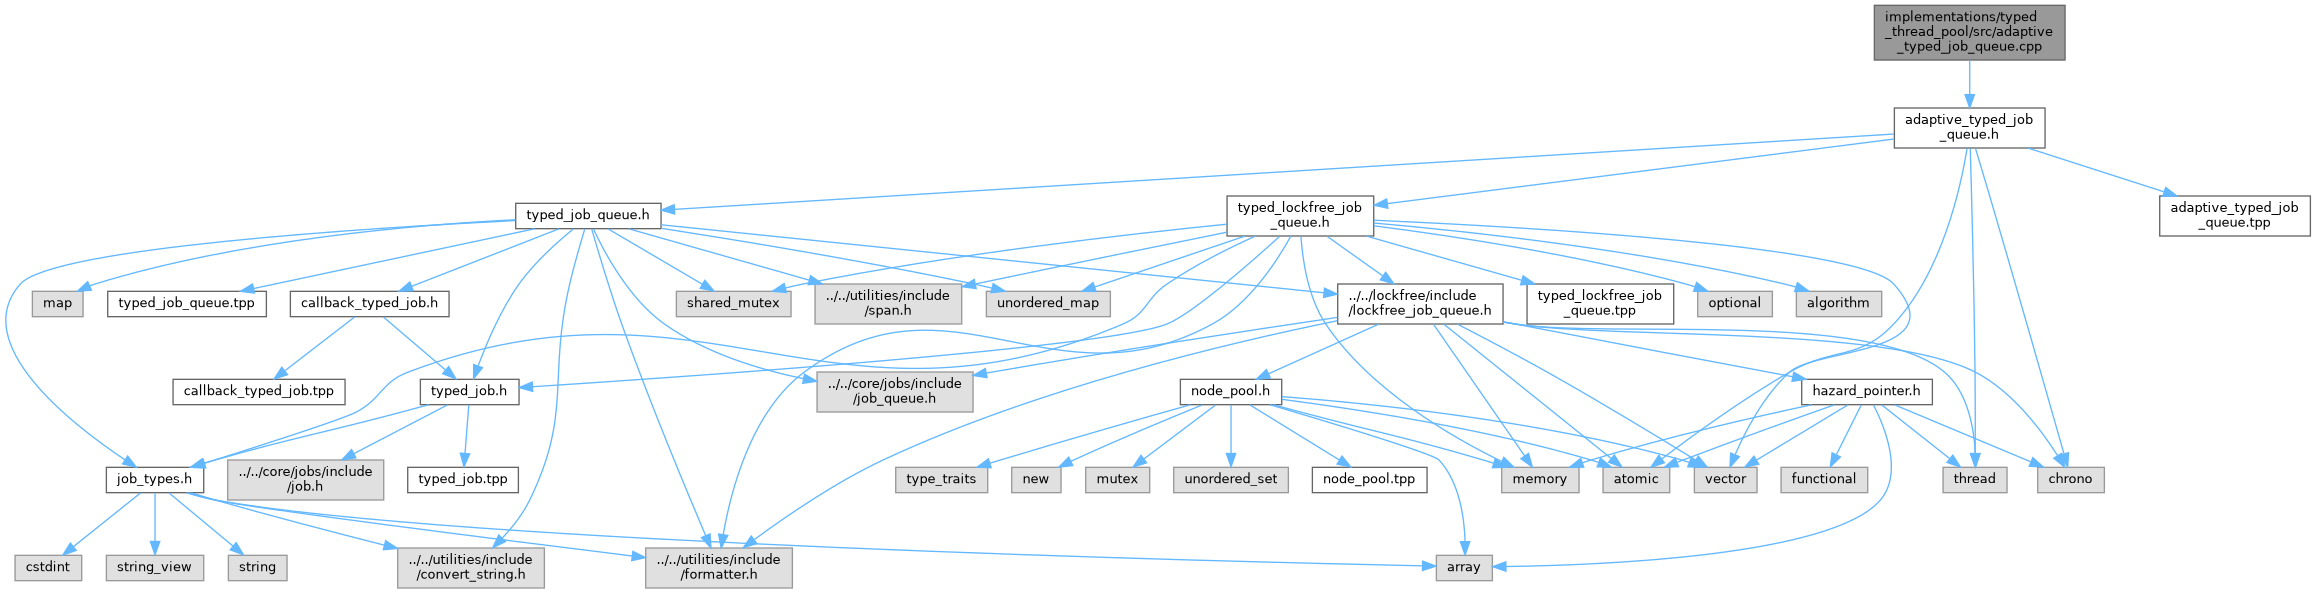 implementations/typed
_thread_pool/src/adaptive
_typed_job_queue.cpp
adaptive_typed_job
_queue.h
typed_job_queue.h
typed_lockfree_job
_queue.h
adaptive_typed_job
_queue.tpp
map
typed_job_queue.tpp
callback_typed_job.h
shared_mutex
../../utilities/include
/span.h
unordered_map
../../lockfree/include
/lockfree_job_queue.h
typed_lockfree_job
_queue.tpp
optional
algorithm
callback_typed_job.tpp
typed_job.h
../../core/jobs/include
/job_queue.h
node_pool.h
hazard_pointer.h
job_types.h
../../core/jobs/include
/job.h
typed_job.tpp
type_traits
new
mutex
unordered_set
node_pool.tpp
memory
atomic
vector
functional
thread
chrono
cstdint
string_view
string
../../utilities/include
/convert_string.h
../../utilities/include
/formatter.h
array